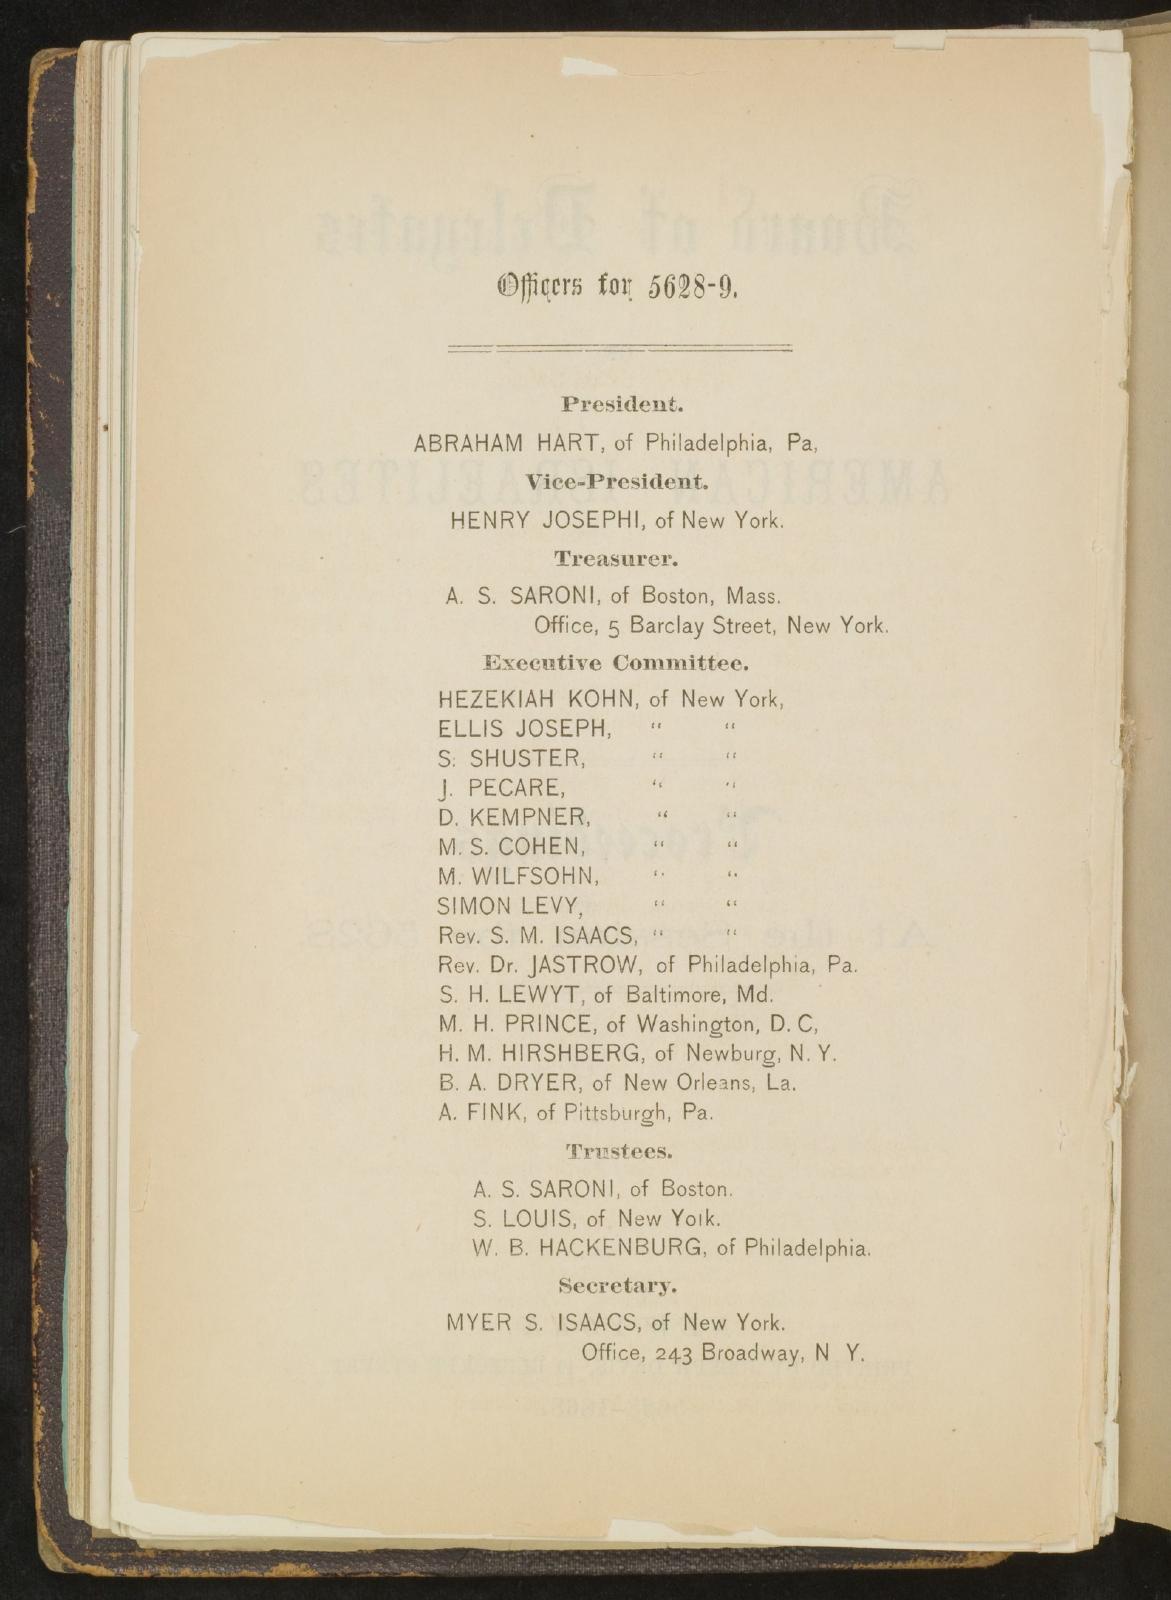 Officers for 5628-9.
President.
ABRAHAM HART, of Philadelphia, Pa,
Vice-President.
HENRY JOSEPHI, of New York.
Treasurer.
A. S. SARONI, of Boston, Mass.
Office, 5 Barclay Street, New York.
Executive Committee.
HEZEKIAH KOHN, of New York,
ELLIS JOSEPH, “ “
S. SHUSTER, “ “
J. PECARE, “ “
D. KEMPNER, “ “
M. S. COHEN, “ “
M. WILFSOHN, “ “
SIMON LEVY, “ “
Rev. S. M. ISAACS, “ “
Rev. Dr. JASTROW, of Philadelphia, Pa.
S. H. LEWYT, of Baltimore, Md.
M. H. PRINCE, of Washington, D. C,
H. M. HIRSHBERG, of Newburg, N. Y.
B. A. DRYER, of New Orleans, La.
A. FINK, of Pittsburgh, Pa.
Trustees.
A. S. SARONI, of Boston.
S. LOUIS, of New York.
W. B. HACKENBURG, of Philadelphia.
Secretary.
MYER S. ISAACS, of New York.
Office, 243 Broadway, N Y.